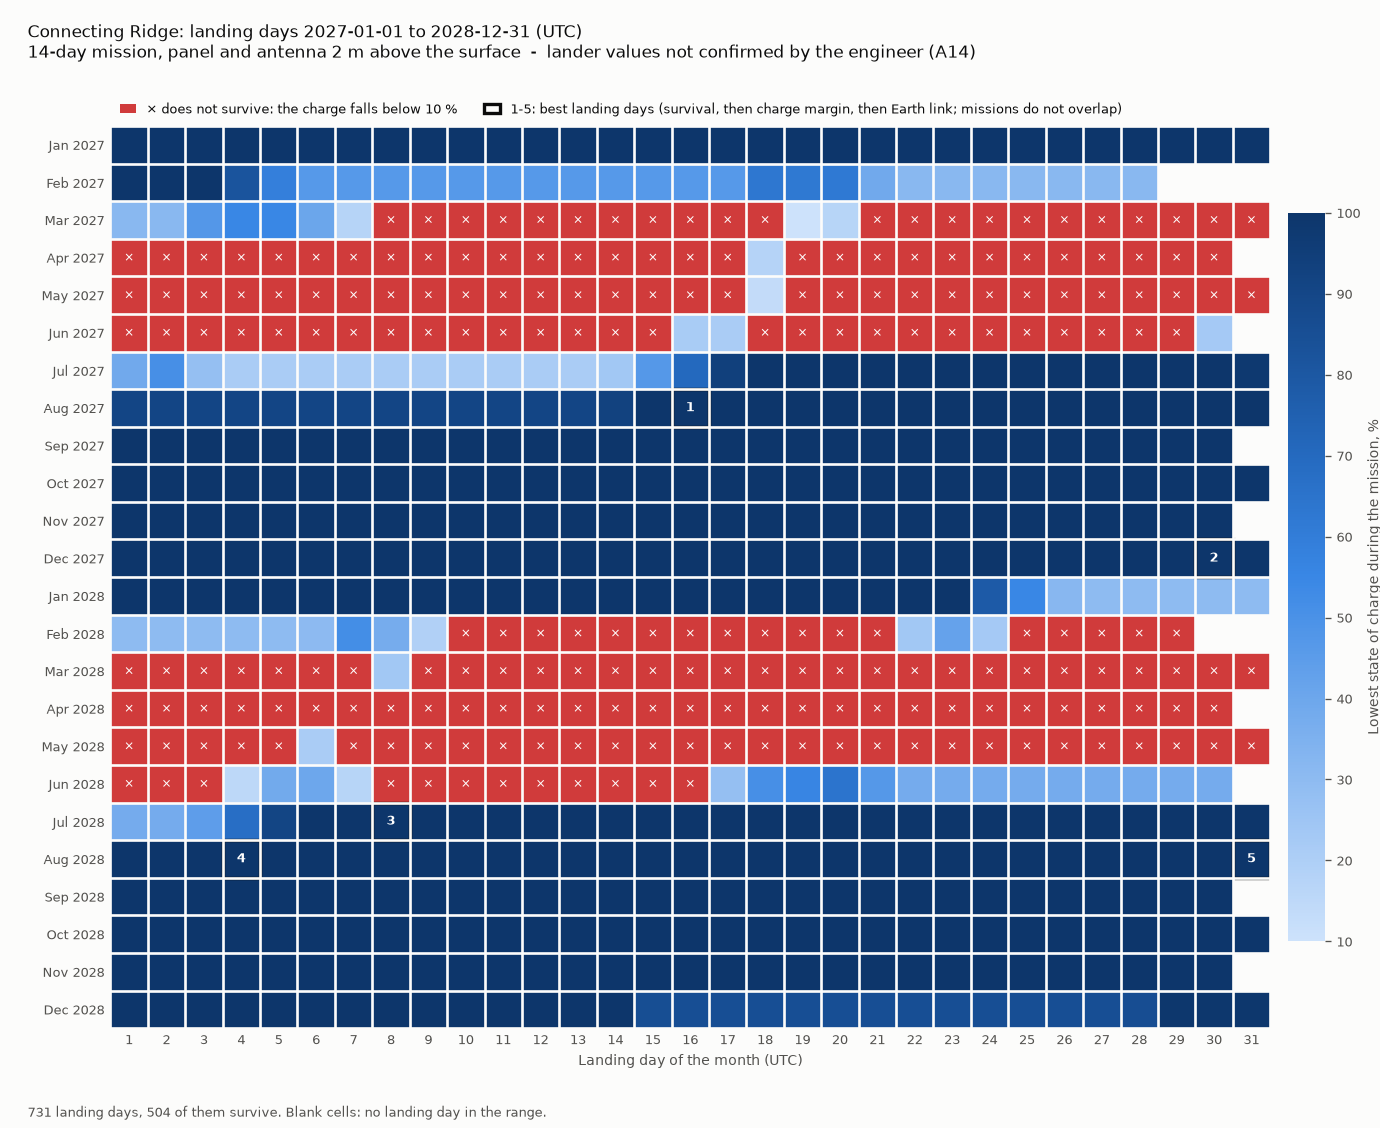 Connecting Ridge: landing days 2027-01-01 to 2028-12-31 (UTC)
14-day mission, panel and antenna 2 m above the surface  -  lander values not confirmed by the engineer (A14)
× does not survive: the charge falls below 10 %
1-5: best landing days (survival, then charge margin, then Earth link; missions do not overlap)
Jan 2027
Feb 2027
Mar 2027 × × × × × × × × × × × × × × × × × × × × × ×
Apr 2027 × × × × × × × × × × × × × × × × × × × × × × × × × × × × ×
May 2027 × × × × × × × × × × × × × × × × × × × × × × × × × × × × × ×
Jun 2027 × × × × × × × × × × × × × × × × × × × × × × × × × × ×
Jul 2027
Aug 2027 1
Sep 2027
Oct 2027
Nov 2027
Dec 2027 2
Jan 2028
Feb 2028 × × × × × × × × × × × × × × × × ×
Mar 2028 × × × × × × × × × × × × × × × × × × × × × × × × × × × × × ×
Apr 2028 × × × × × × × × × × × × × × × × × × × × × × × × × × × × × ×
May 2028 × × × × × × × × × × × × × × × × × × × × × × × × × × × × × ×
Jun 2028 × × × × × × × × × × × ×
Jul 2028 3
Aug 2028 4 5
Sep 2028
Oct 2028
Nov 2028
Dec 2028
1 2 3 4 5 6 7 8 9 10 11 12 13 14 15 16 17 18 19 20 21 22 23 24 25 26 27 28 29 30 31
Landing day of the month (UTC)
100
90
80
70
60
50
40
30
20
10
Lowest state of charge during the mission, %
731 landing days, 504 of them survive. Blank cells: no landing day in the range.